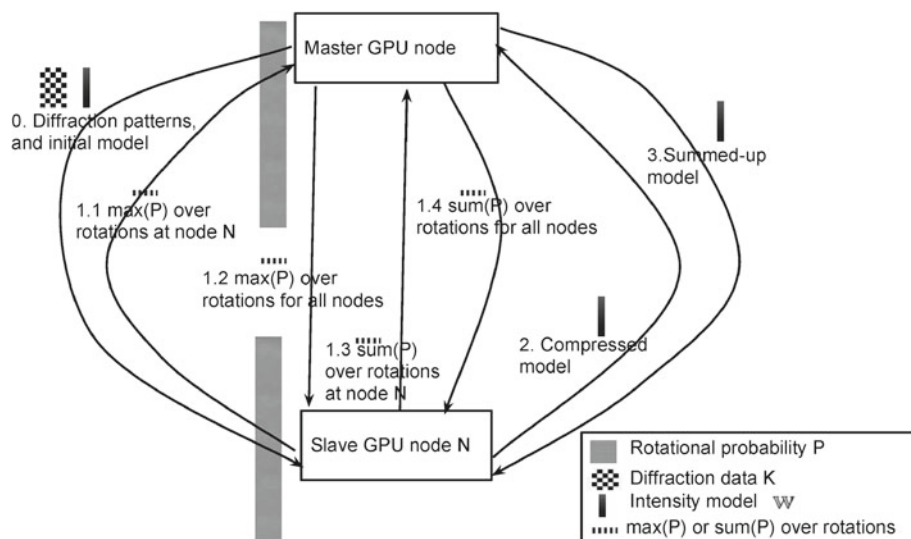 Master GPU node
0. Diffraction patterns,
and initial model
3.Summed-up
model
1.1 max(P) over
rotations at node N
1.4 sum(P) over
rotations for all nodes
1.2 max(P) over
rotations for all nodes
1.3 sum(P)
over rotations
at node N
2. Compressed
model
Slave GPU node N
Rotational probability P
Diffraction data K
Intensity model 𝕎
max(P) or sum(P) over rotations